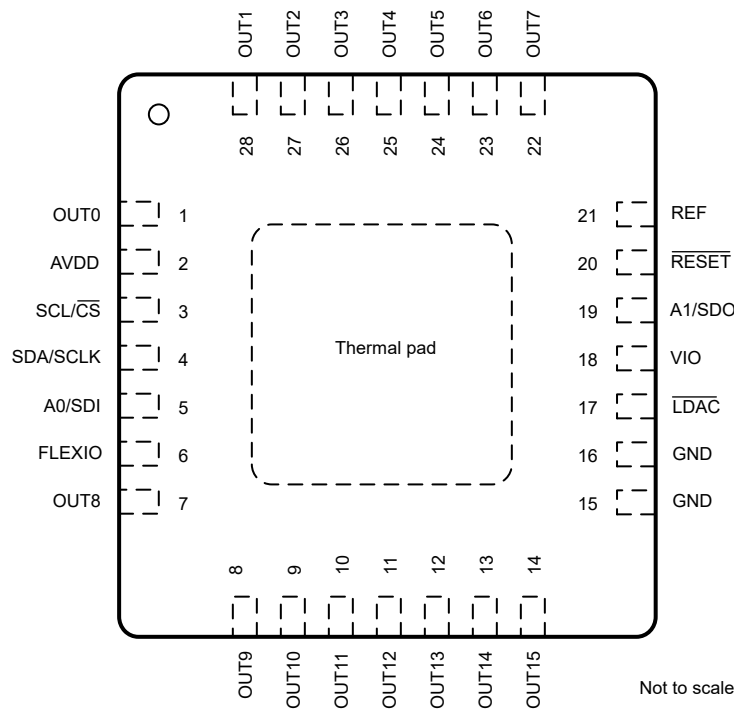 OUT1 OUT2 OUT3 OUT4 OUT5 OUT6 OUT7
28 27 26 25 24 23 22
OUT0 1 21 REF
AVDD 2 20 R̅E̅S̅E̅T̅
SCL/C̅S̅ 3 19 A1/SDO
SDA/SCLK 4 Thermal pad 18 VIO
A0/SDI 5 17 L̅D̅A̅C̅
FLEXIO 6 16 GND
OUT8 7 15 GND
8 9 10 11 12 13 14
OUT9 OUT10 OUT11 OUT12 OUT13 OUT14 OUT15
Not to scale